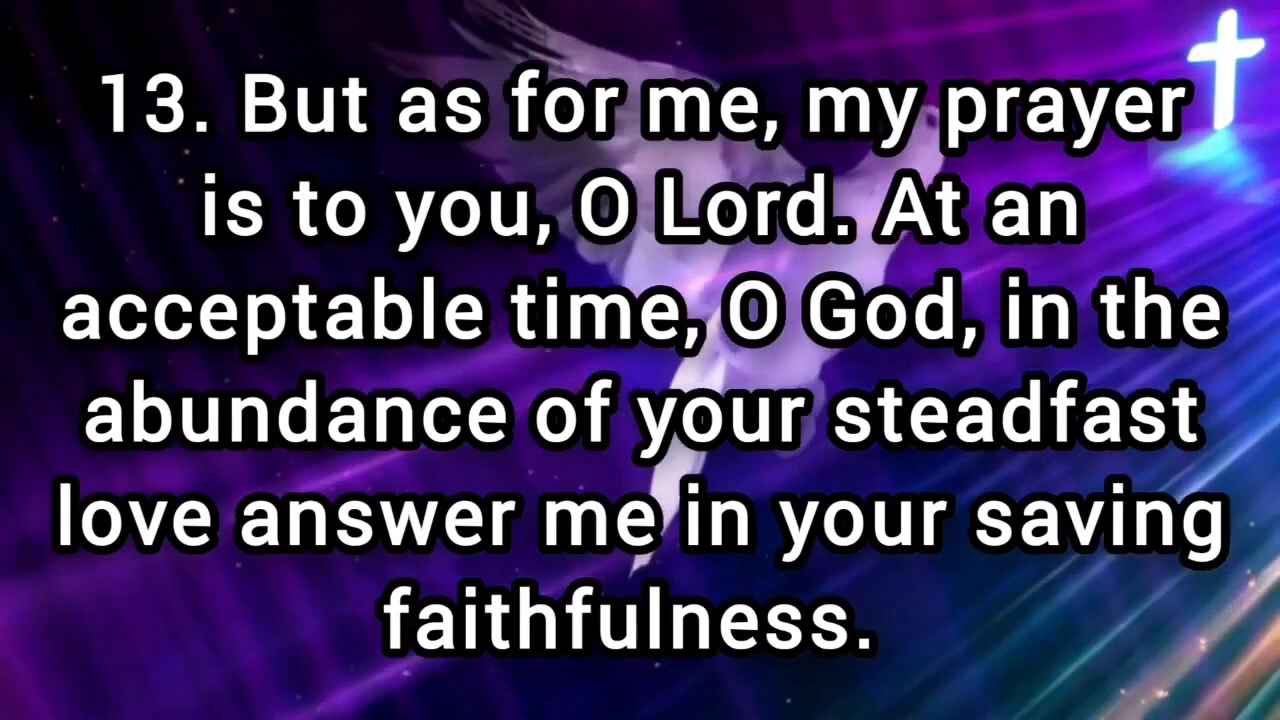 13. But as for me, my prayer
is to you, O Lord. At an
acceptable time, O God, in the
abundance of your steadfast
love answer me in your saving
faithfulness.